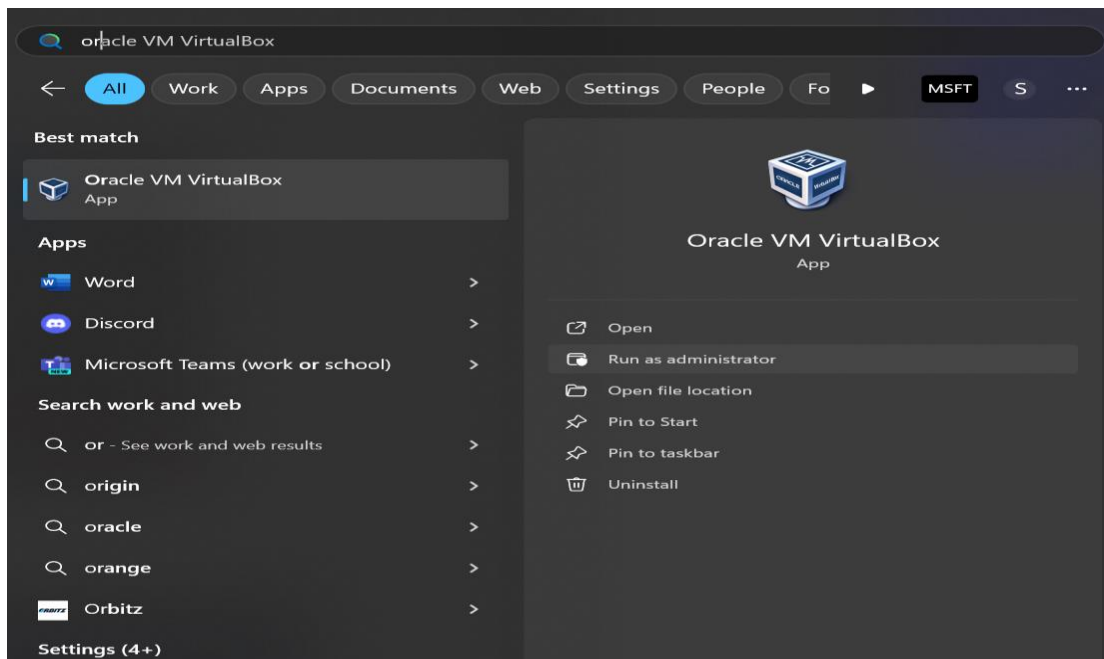 oracle VM VirtualBox
All Work Apps Documents Web Settings People Fo MSFT S ...
Best match
Oracle VM VirtualBox
App
Apps
Word
Discord
Microsoft Teams (work or school)
Search work and web
or - See work and web results
origin
oracle
orange
Orbitz
Settings (4+)
Oracle VM VirtualBox
App
Open
Run as administrator
Open file location
Pin to Start
Pin to taskbar
Uninstall